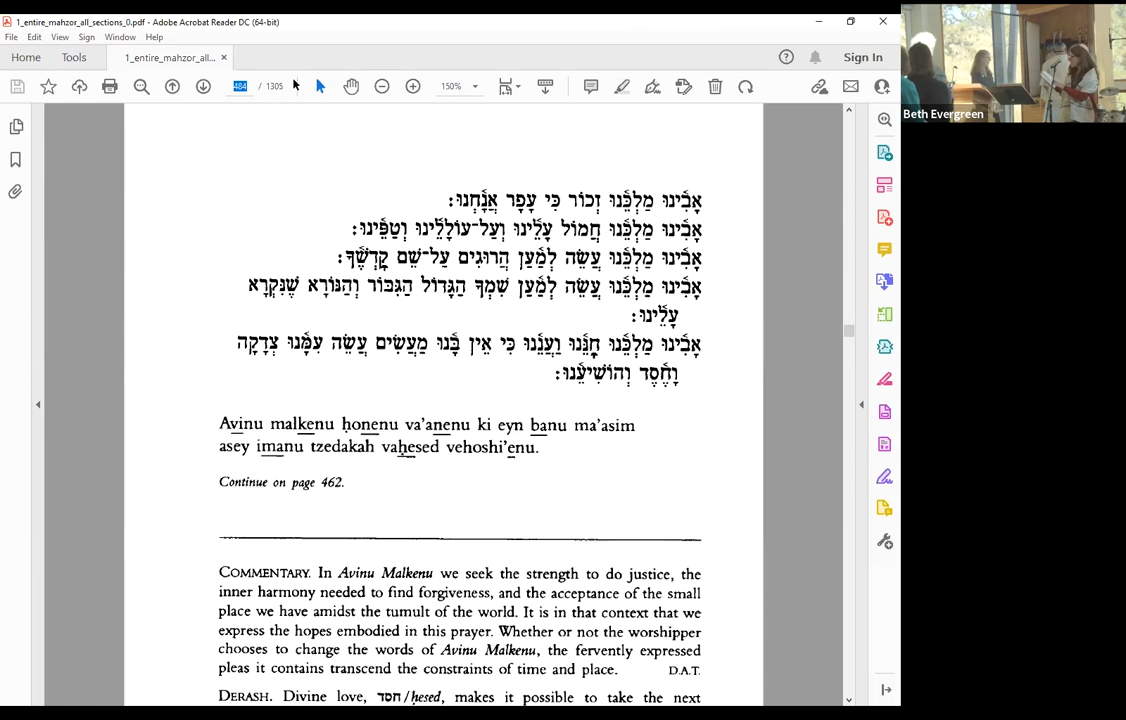 1_entire_mahzor_all_sections_0.pdf - Adobe Acrobat Reader DC (64-bit)
File Edit View Sign Window Help
Home Tools 1_entire_mahzor_all... × Sign In
484 / 1305 150%
אָבִֽינוּ מַלְכֵּֽנוּ זְכוֹר כִּי עָפָר אֲנָֽחְנוּ:
אָבִֽינוּ מַלְכֵּֽנוּ חֲמוֹל עָלֵֽינוּ וְעַל־עוֹלָלֵֽינוּ וְטַפֵּֽינוּ:
אָבִֽינוּ מַלְכֵּֽנוּ עֲשֵׂה לְמַֽעַן הֲרוּגִים עַל־שֵׁם קׇדְשֶֽׁךָ:
אָבִֽינוּ מַלְכֵּֽנוּ עֲשֵׂה לְמַֽעַן שִׁמְךָ הַגָּדוֹל הַגִּבּוֹר וְהַנּוֹרָא שֶׁנִּקְרָא
עָלֵֽינוּ:
אָבִֽינוּ מַלְכֵּֽנוּ חׇנֵּֽנוּ וַעֲנֵֽנוּ כִּי אֵין בָּֽנוּ מַעֲשִׂים עֲשֵׂה עִמָּֽנוּ צְדָקָה
וָחֶֽסֶד וְהוֹשִׁיעֵֽנוּ:
Avinu malkenu ḥonenu va'anenu ki eyn banu ma'asim
asey imanu tzedakah vaḥesed vehoshi'enu.
Continue on page 462.
COMMENTARY. In Avinu Malkenu we seek the strength to do justice, the
inner harmony needed to find forgiveness, and the acceptance of the small
place we have amidst the tumult of the world. It is in that context that we
express the hopes embodied in this prayer. Whether or not the worshipper
chooses to change the words of Avinu Malkenu, the fervently expressed
pleas it contains transcend the constraints of time and place. D.A.T.
DERASH. Divine love, חסד/ḥesed, makes it possible to take the next
Beth Evergreen